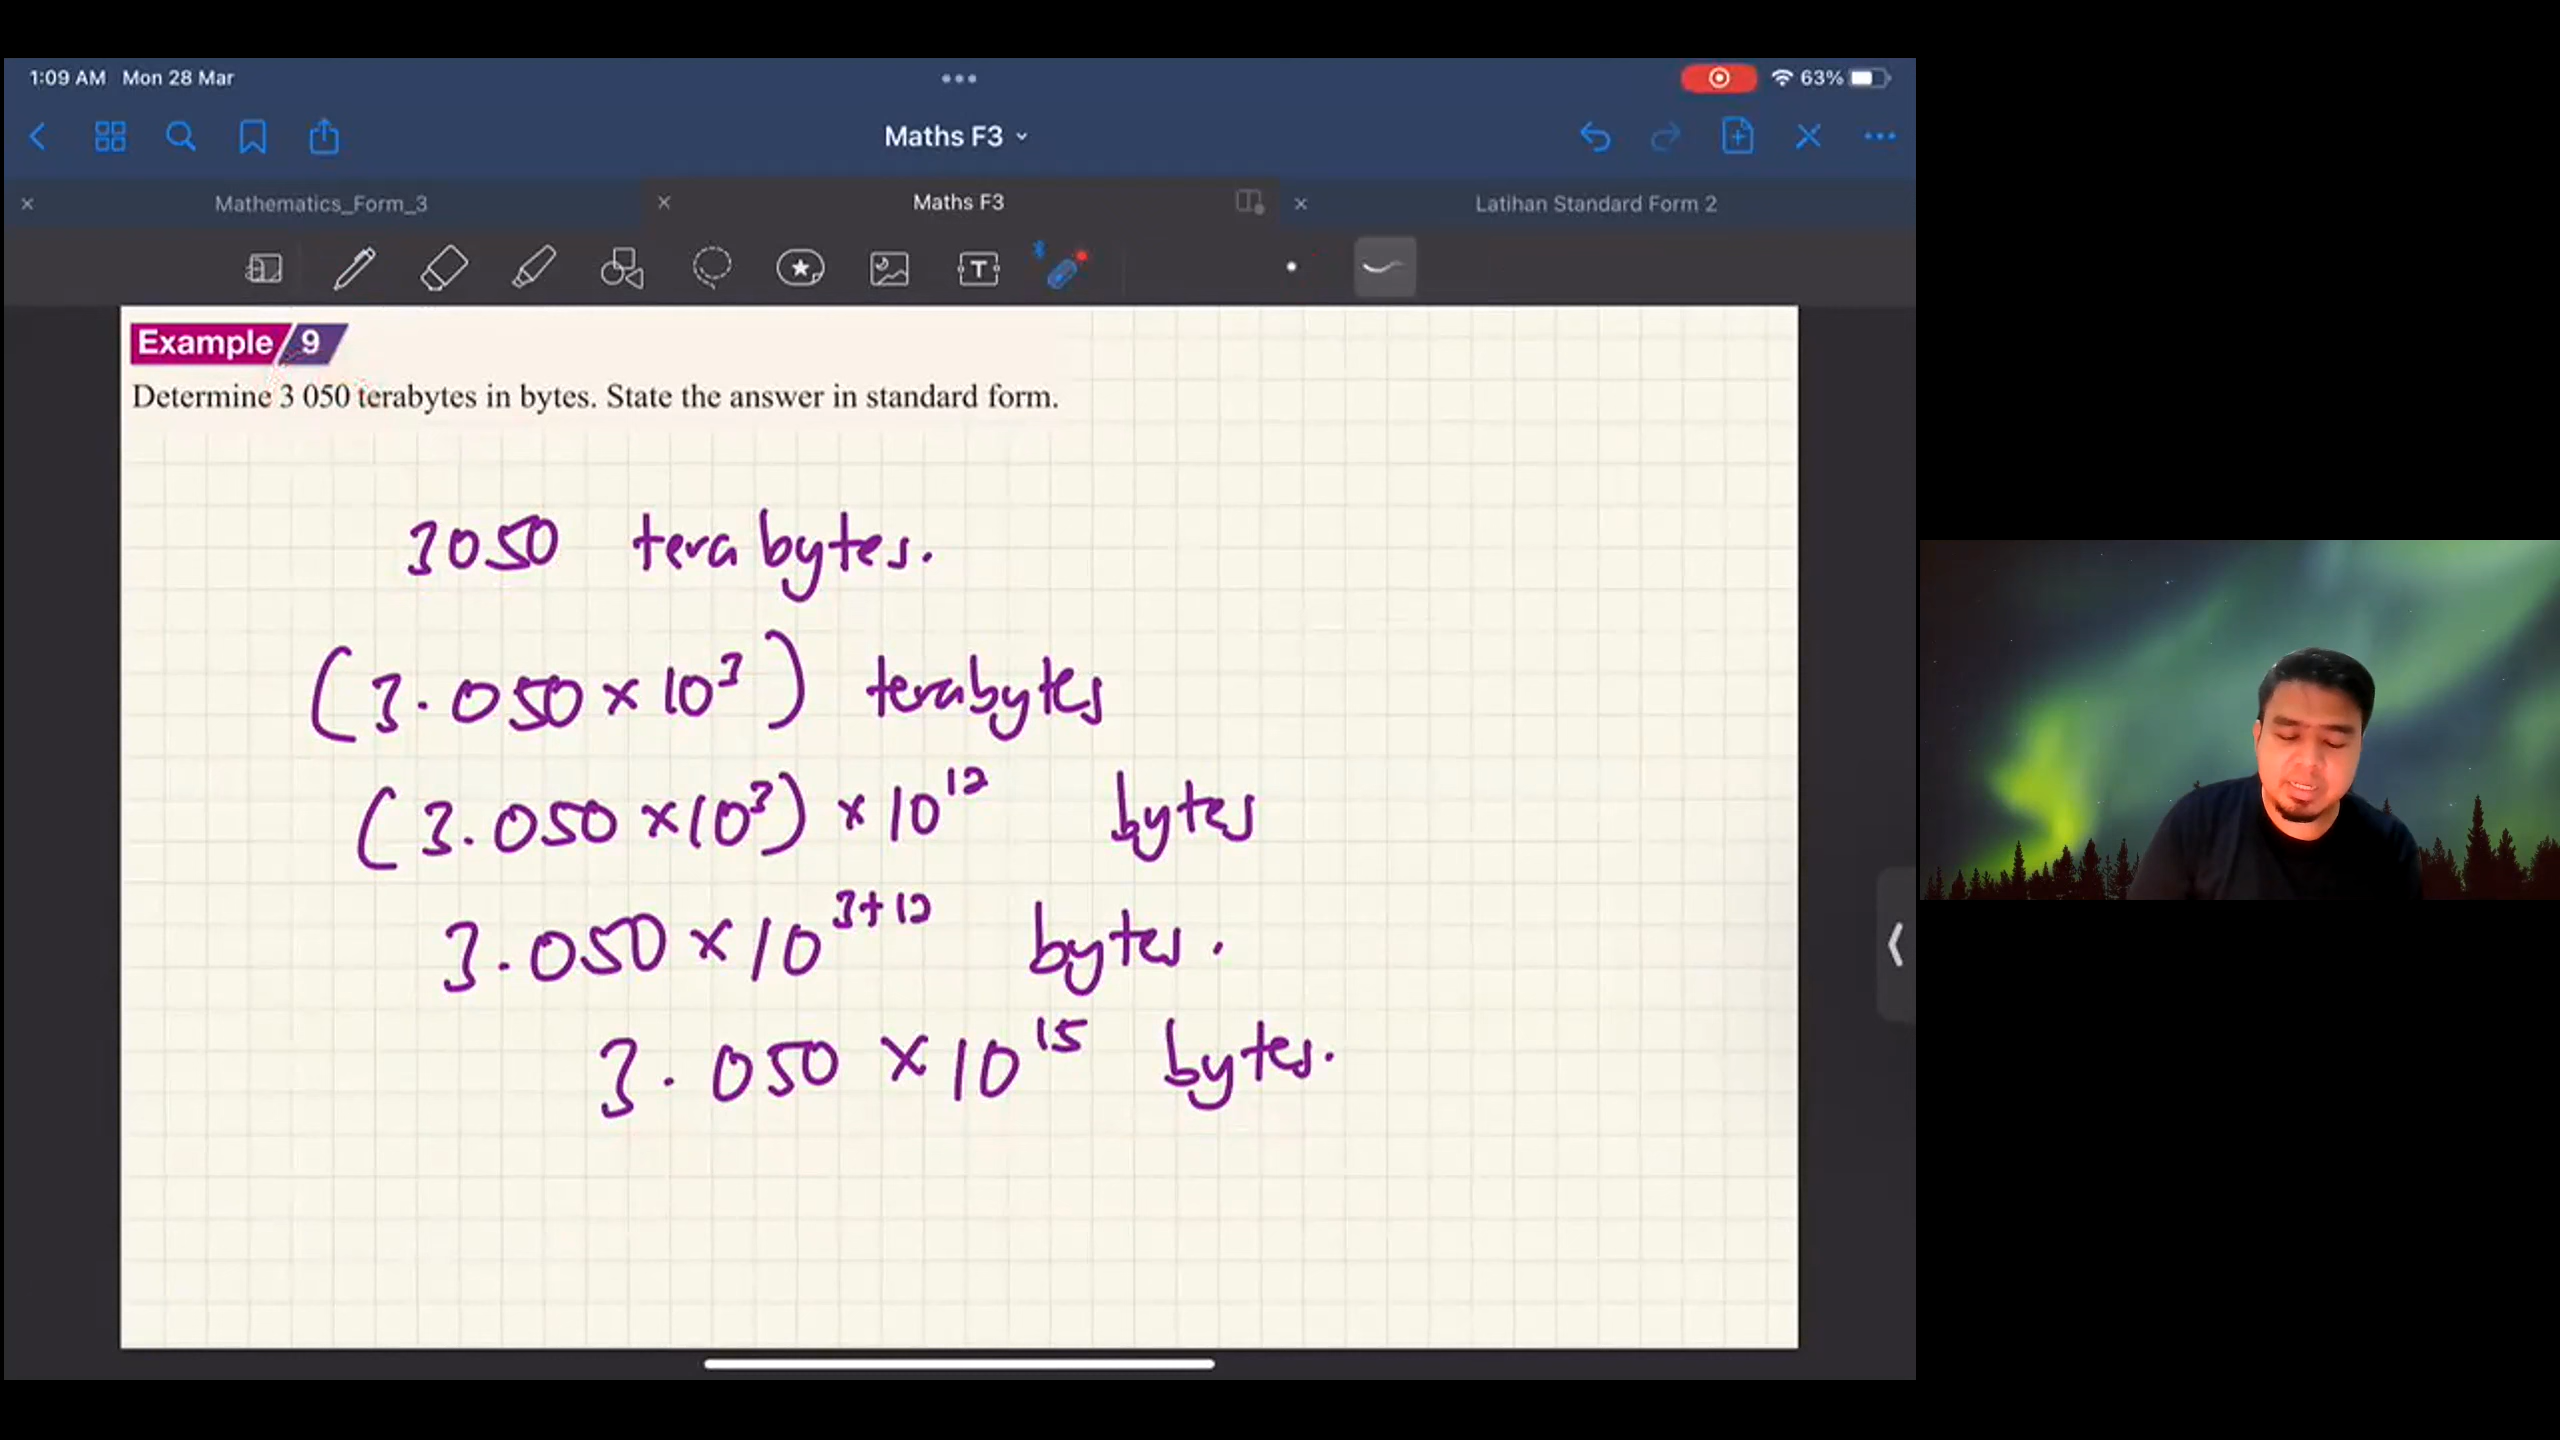 1:09 AM Mon 28 Mar
63%
Maths F3
Mathematics_Form_3
Maths F3
Latihan Standard Form 2
Example 9
Determine 3 050 terabytes in bytes. State the answer in standard form.
3050 terabytes.
(3.050 × 10³) terabytes
(3.050 × 10³) × 10¹² bytes
3.050 × 10³⁺¹² bytes.
3.050 × 10¹⁵ bytes.